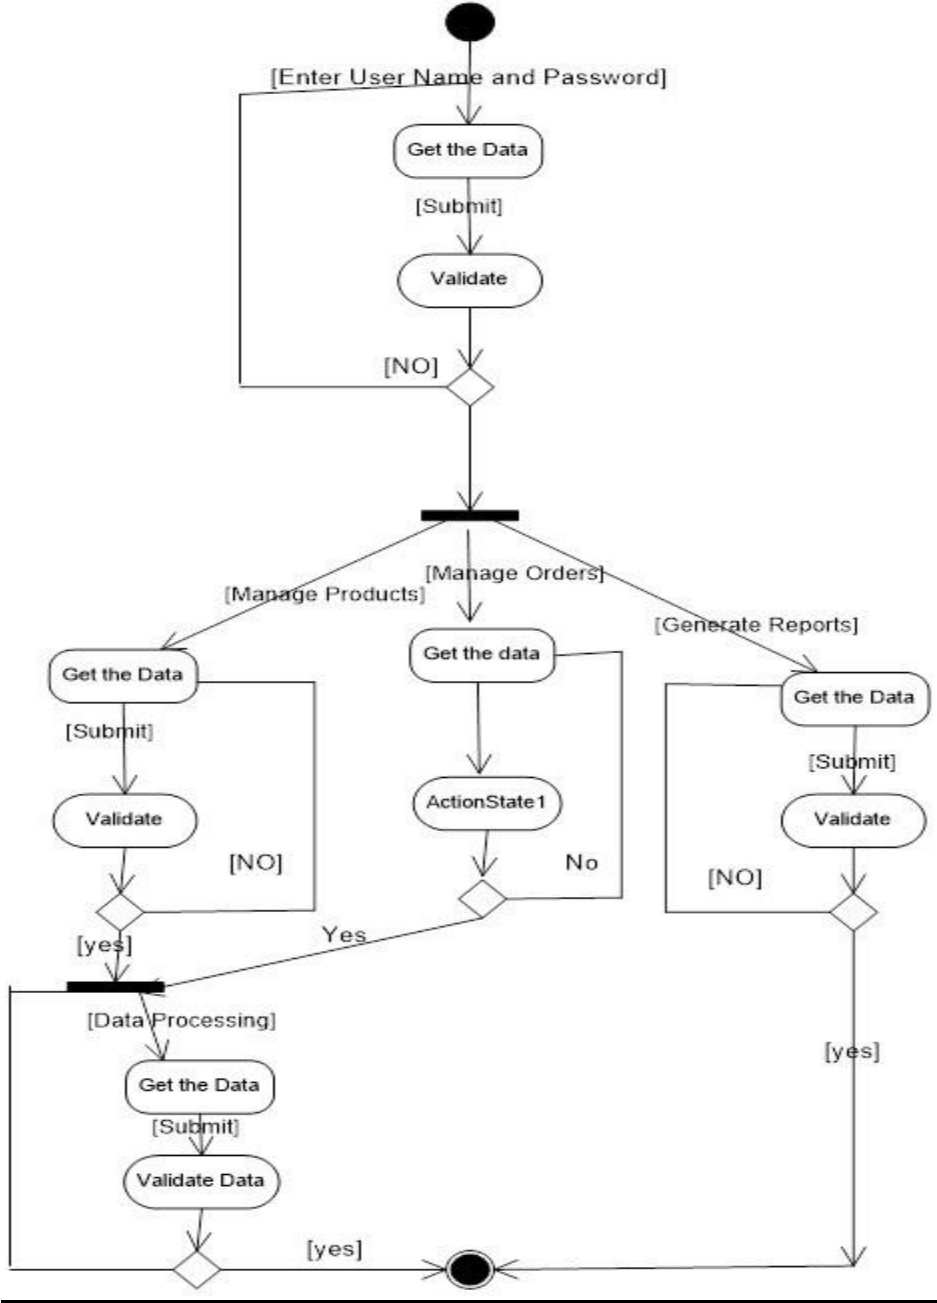 [Enter User Name and Password]
Get the Data
[Submit]
Validate
[NO]
[Manage Products]
[Manage Orders]
[Generate Reports]
Get the Data
[Submit]
Validate
[NO]
[yes]
Get the data
ActionState1
No
Yes
Get the Data
[Submit]
Validate
[NO]
[yes]
[Data Processing]
Get the Data
[Submit]
Validate Data
[yes]